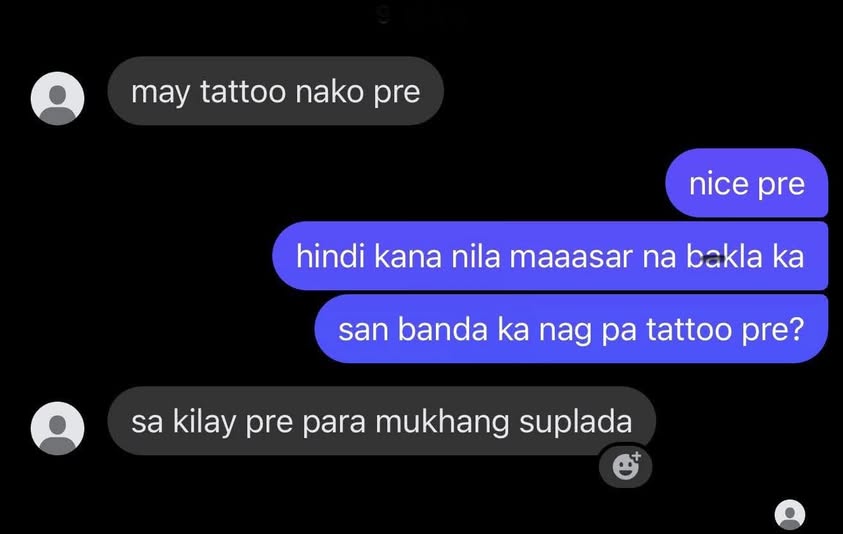 may tattoo nako pre
nice pre
hindi kana nila maaasar na bakla ka
san banda ka nag pa tattoo pre?
sa kilay pre para mukhang suplada